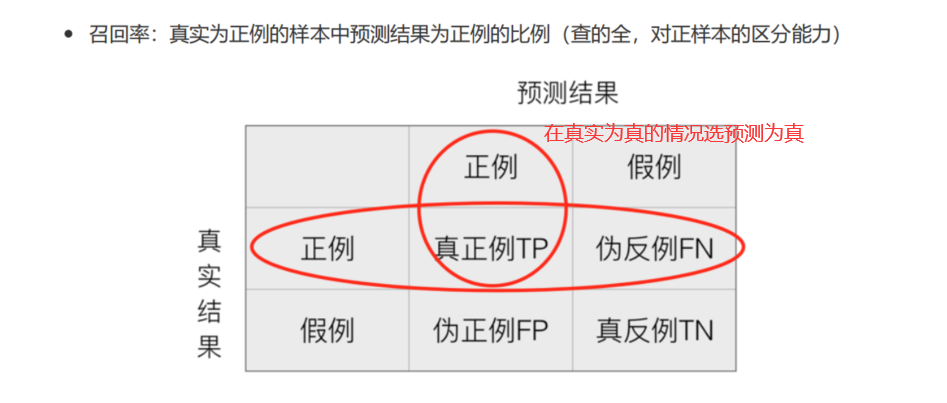 召回率：真实为正例的样本中预测结果为正例的比例（查的全，对正样本的区分能力）
预测结果
在真实为真的情况选预测为真
正例 假例
真实结果
正例 真正例TP 伪反例FN
假例 伪正例FP 真反例TN